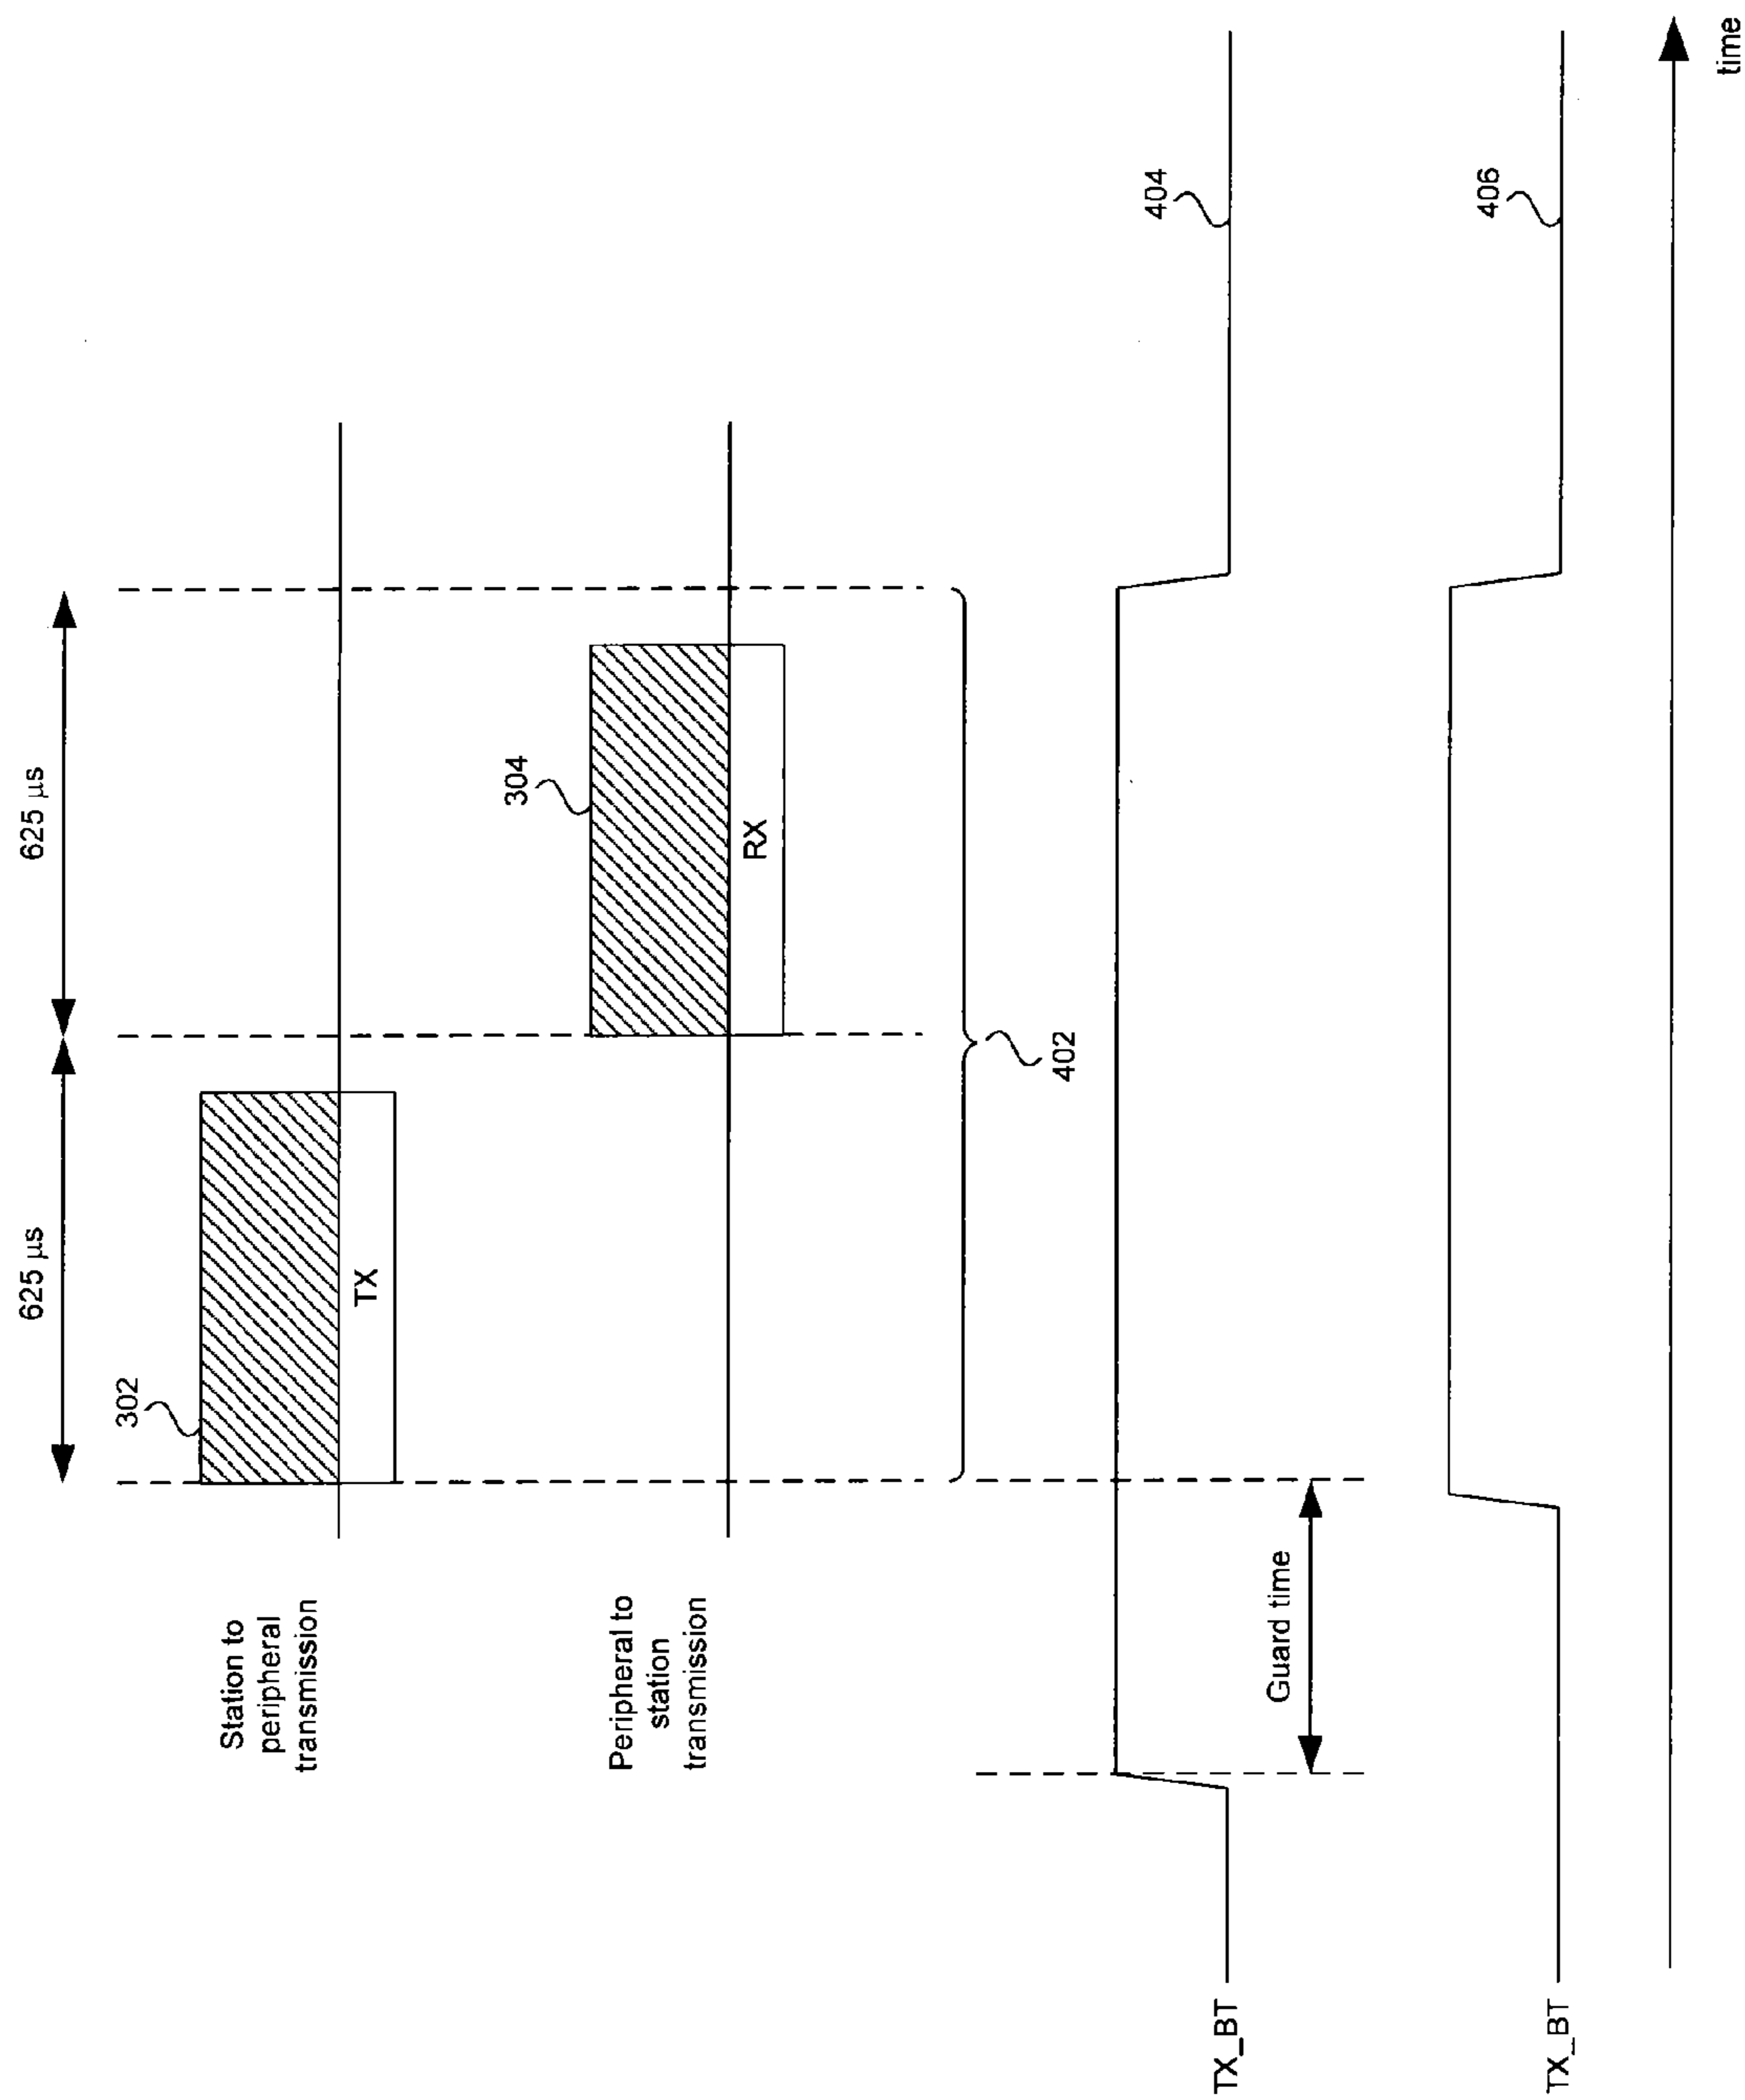 625 µs
625 µs
302
Station to
peripheral
transmission
TX
304
Peripheral to
station
transmission
RX
402
404
TX_BT
Guard time
406
TX_BT
time